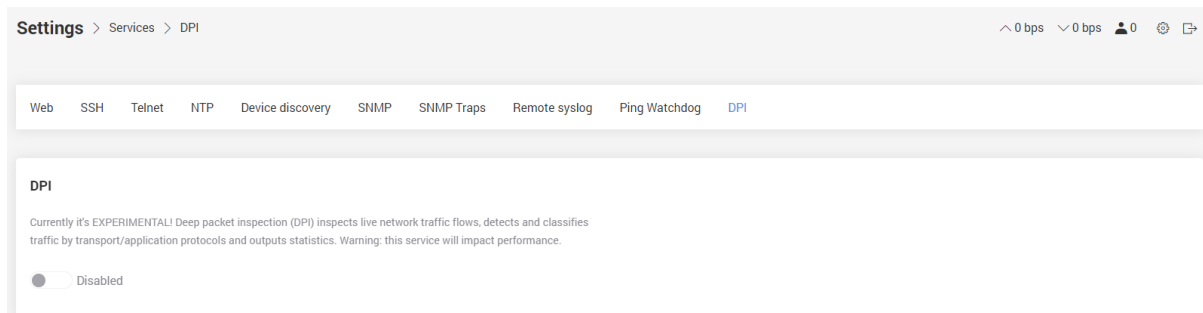 Settings > Services > DPI 0 bps 0 bps 0
Web SSH Telnet NTP Device discovery SNMP SNMP Traps Remote syslog Ping Watchdog DPI
DPI
Currently it's EXPERIMENTAL! Deep packet inspection (DPI) inspects live network traffic flows, detects and classifies
traffic by transport/application protocols and outputs statistics. Warning: this service will impact performance.
Disabled